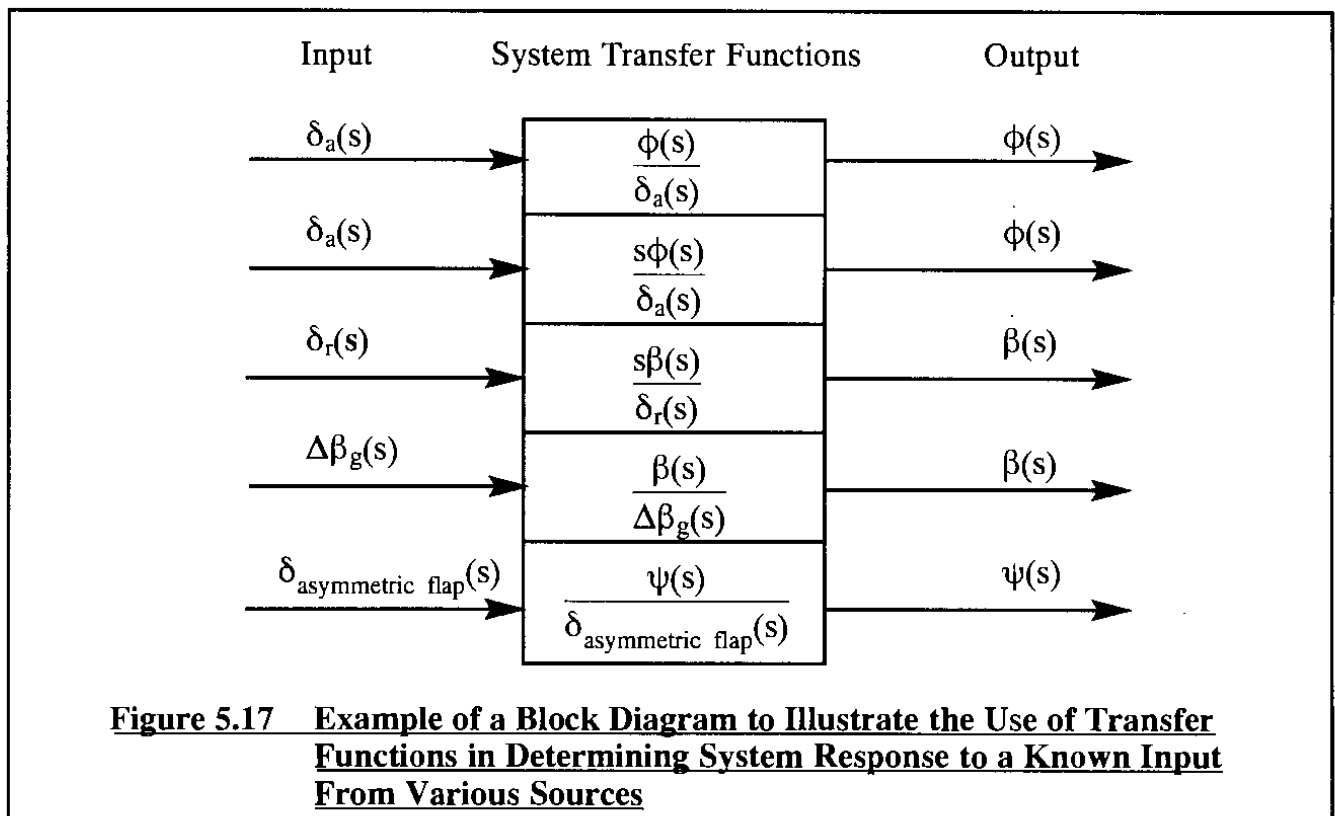 Input System Transfer Functions Output
δa(s) φ(s)/δa(s) φ(s)
δa(s) sφ(s)/δa(s) φ(s)
δr(s) sβ(s)/δr(s) β(s)
Δβg(s) β(s)/Δβg(s) β(s)
δasymmetric flap(s) ψ(s)/δasymmetric flap(s) ψ(s)
Figure 5.17 Example of a Block Diagram to Illustrate the Use of Transfer
Functions in Determining System Response to a Known Input
From Various Sources